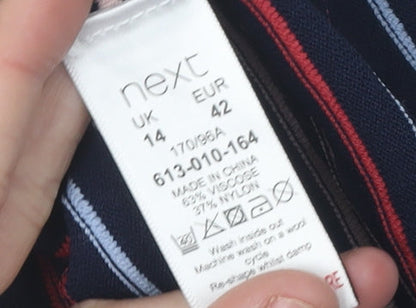 next
UK EUR
14 42
170/96A
613-010-164
MADE IN CHINA
63% VISCOSE
37% NYLON
Wash inside out
Machine wash on a wool
cycle
Re-shape whilst damp
RE